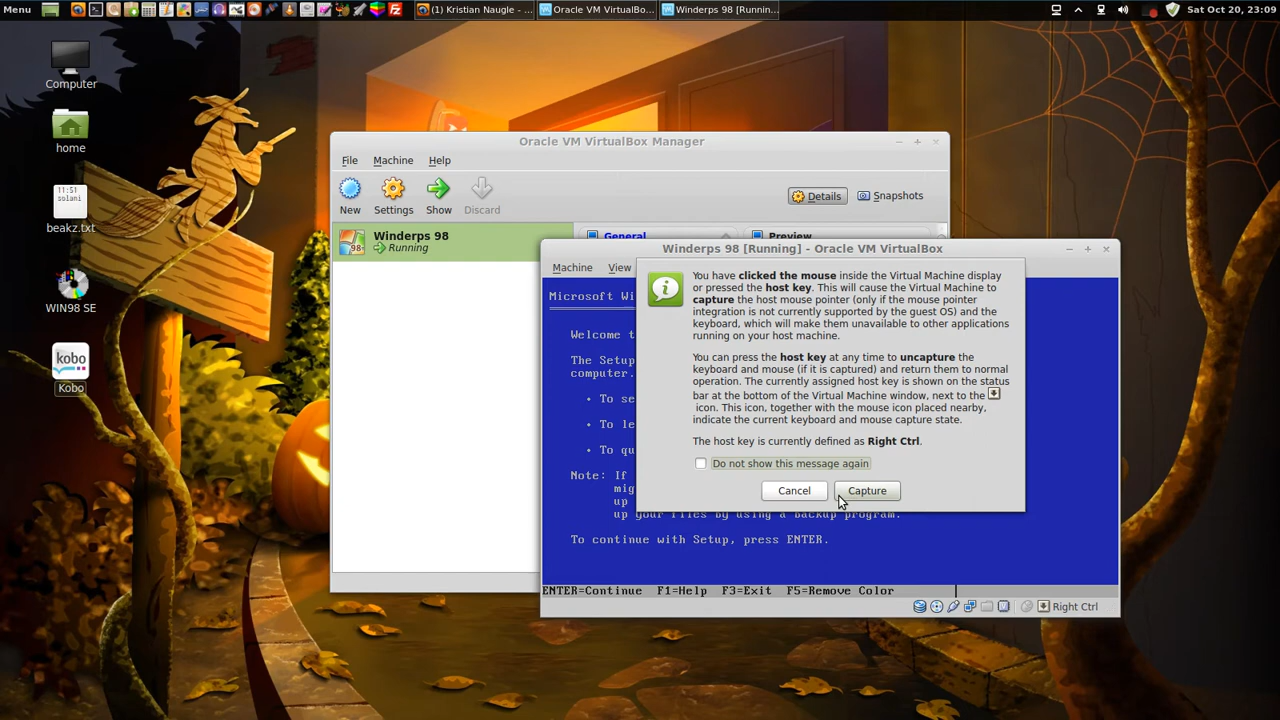 Menu
(1) Kristian Naugle - ...
Oracle VM VirtualBo...
Winderps 98 [Runnin...
Sat Oct 20, 23:09
Computer
home
11:51
solani
beakz.txt
WIN98 SE
kobo
Kobo
Oracle VM VirtualBox Manager
File Machine Help
New Settings Show Discard
Details Snapshots
Winderps 98
Running
98
General
Preview
Winderps 98 [Running] - Oracle VM VirtualBox
Machine View
Microsoft Wi
Welcome t
The Setup
computer.
• To se
• To le
• To qu
Note: If
mig
up
up your files by using a backup program.
To continue with Setup, press ENTER.
ENTER=Continue F1=Help F3=Exit F5=Remove Color
You have clicked the mouse inside the Virtual Machine display
or pressed the host key. This will cause the Virtual Machine to
capture the host mouse pointer (only if the mouse pointer
integration is not currently supported by the guest OS) and the
keyboard, which will make them unavailable to other applications
running on your host machine.
You can press the host key at any time to uncapture the
keyboard and mouse (if it is captured) and return them to normal
operation. The currently assigned host key is shown on the status
bar at the bottom of the Virtual Machine window, next to the
icon. This icon, together with the mouse icon placed nearby,
indicate the current keyboard and mouse capture state.
The host key is currently defined as Right Ctrl.
Do not show this message again
Cancel Capture
Right Ctrl